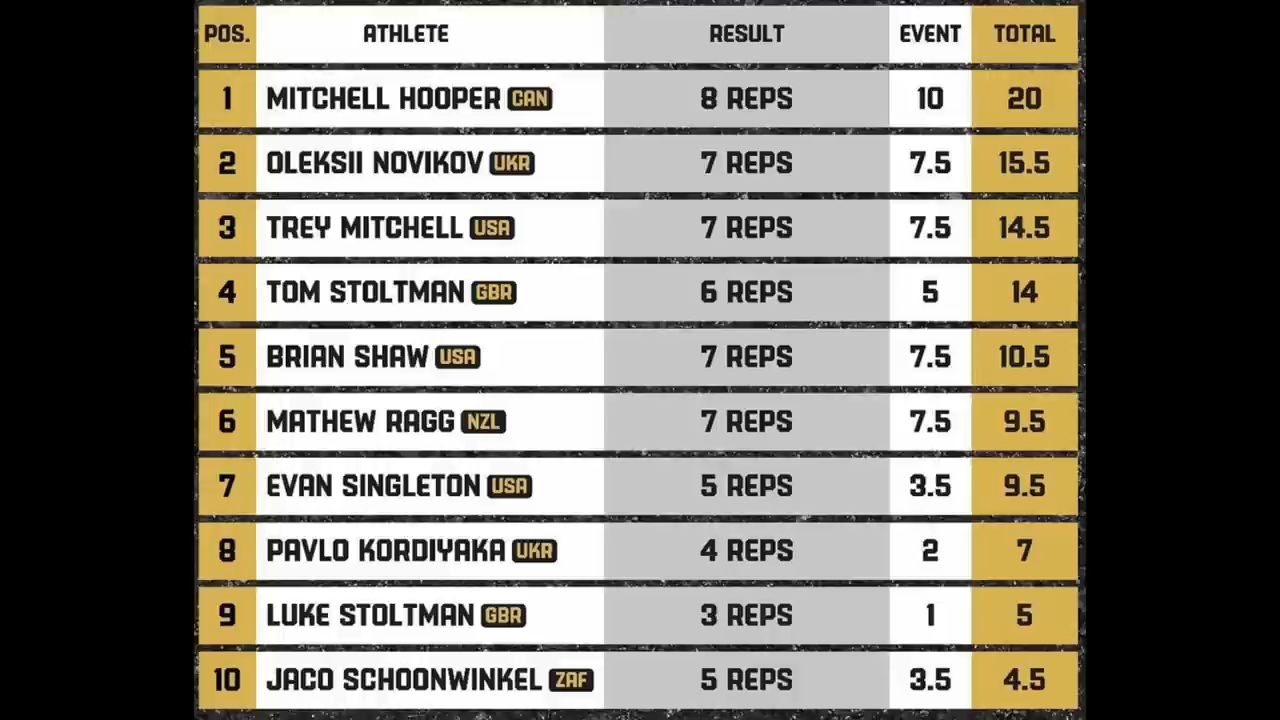 POS. ATHLETE RESULT EVENT TOTAL
1 MITCHELL HOOPER CAN 8 REPS 10 20
2 OLEKSII NOVIKOV UKR 7 REPS 7.5 15.5
3 TREY MITCHELL USA 7 REPS 7.5 14.5
4 TOM STOLTMAN GBR 6 REPS 5 14
5 BRIAN SHAW USA 7 REPS 7.5 10.5
6 MATHEW RAGG NZL 7 REPS 7.5 9.5
7 EVAN SINGLETON USA 5 REPS 3.5 9.5
8 PAVLO KORDIYAKA UKR 4 REPS 2 7
9 LUKE STOLTMAN GBR 3 REPS 1 5
10 JACO SCHOONWINKEL ZAF 5 REPS 3.5 4.5